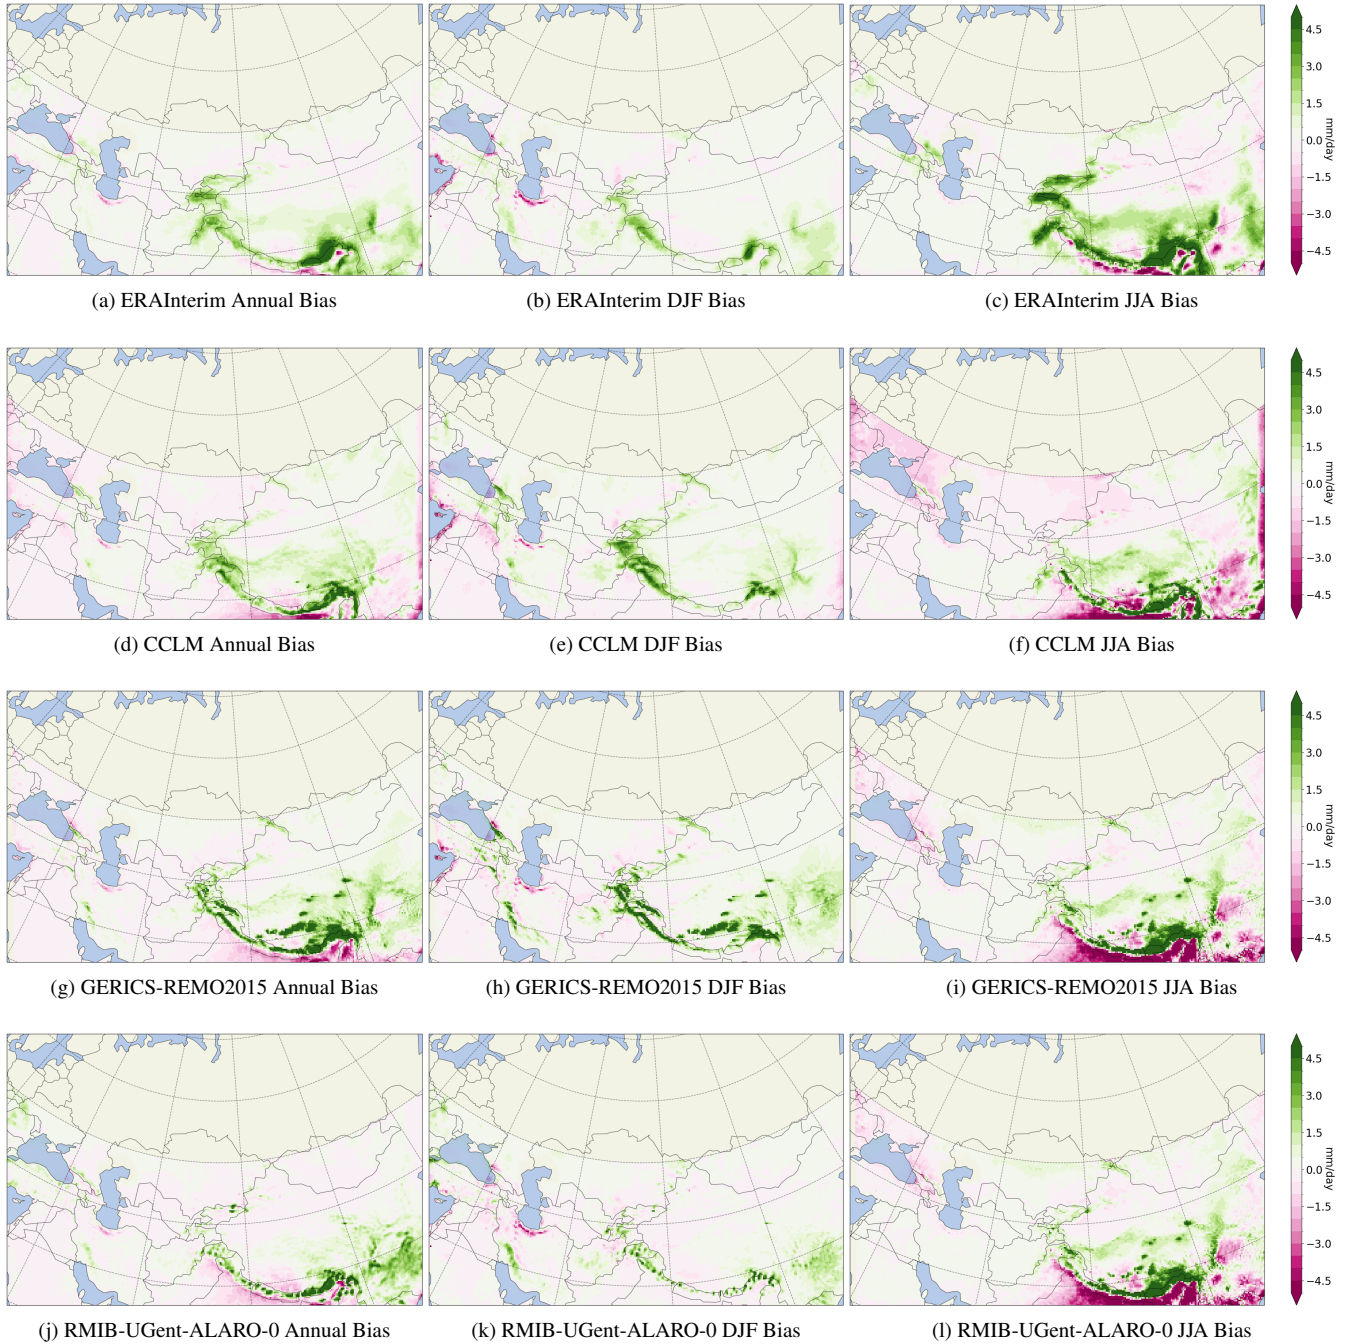 4.5
3.0
1.5
0.0
−1.5
−3.0
−4.5
mm/day
(a) ERAInterim Annual Bias
(b) ERAInterim DJF Bias
(c) ERAInterim JJA Bias
4.5
3.0
1.5
0.0
−1.5
−3.0
−4.5
mm/day
(d) CCLM Annual Bias
(e) CCLM DJF Bias
(f) CCLM JJA Bias
4.5
3.0
1.5
0.0
−1.5
−3.0
−4.5
mm/day
(g) GERICS-REMO2015 Annual Bias
(h) GERICS-REMO2015 DJF Bias
(i) GERICS-REMO2015 JJA Bias
4.5
3.0
1.5
0.0
−1.5
−3.0
−4.5
mm/day
(j) RMIB-UGent-ALARO-0 Annual Bias
(k) RMIB-UGent-ALARO-0 DJF Bias
(l) RMIB-UGent-ALARO-0 JJA Bias